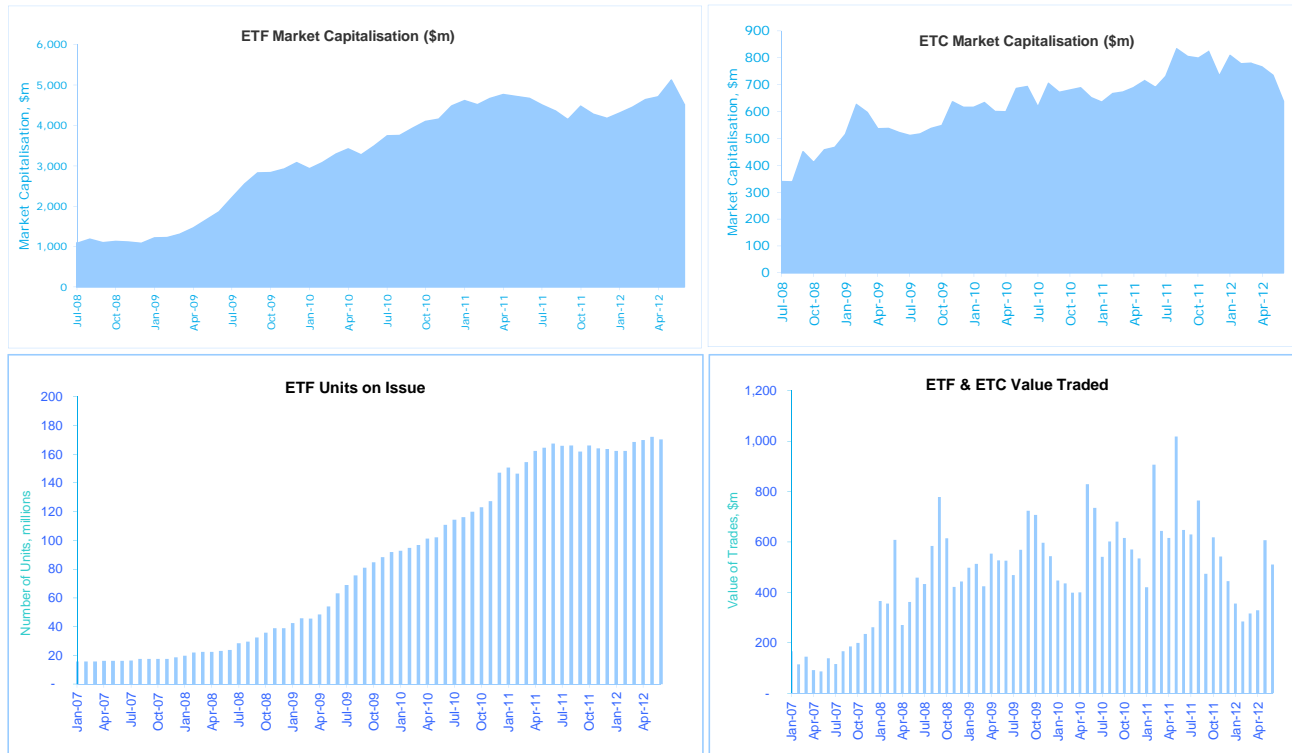 ETF Market Capitalisation ($m)
Market Capitalisation, $m
6,000
5,000
4,000
3,000
2,000
1,000
0
Jul-08
Oct-08
Jan-09
Apr-09
Jul-09
Oct-09
Jan-10
Apr-10
Jul-10
Oct-10
Jan-11
Apr-11
Jul-11
Oct-11
Jan-12
Apr-12
ETC Market Capitalisation ($m)
Market Capitalisation, $m
900
800
700
600
500
400
300
200
100
0
Jul-08
Oct-08
Jan-09
Apr-09
Jul-09
Oct-09
Jan-10
Apr-10
Jul-10
Oct-10
Jan-11
Apr-11
Jul-11
Oct-11
Jan-12
Apr-12
ETF Units on Issue
Number of Units, millions
200
180
160
140
120
100
80
60
40
20
-
Jan-07
Apr-07
Jul-07
Oct-07
Jan-08
Apr-08
Jul-08
Oct-08
Jan-09
Apr-09
Jul-09
Oct-09
Jan-10
Apr-10
Jul-10
Oct-10
Jan-11
Apr-11
Jul-11
Oct-11
Jan-12
Apr-12
ETF & ETC Value Traded
Value of Trades, $m
1,200
1,000
800
600
400
200
-
Jan-07
Apr-07
Jul-07
Oct-07
Jan-08
Apr-08
Jul-08
Oct-08
Jan-09
Apr-09
Jul-09
Oct-09
Jan-10
Apr-10
Jul-10
Oct-10
Jan-11
Apr-11
Jul-11
Oct-11
Jan-12
Apr-12